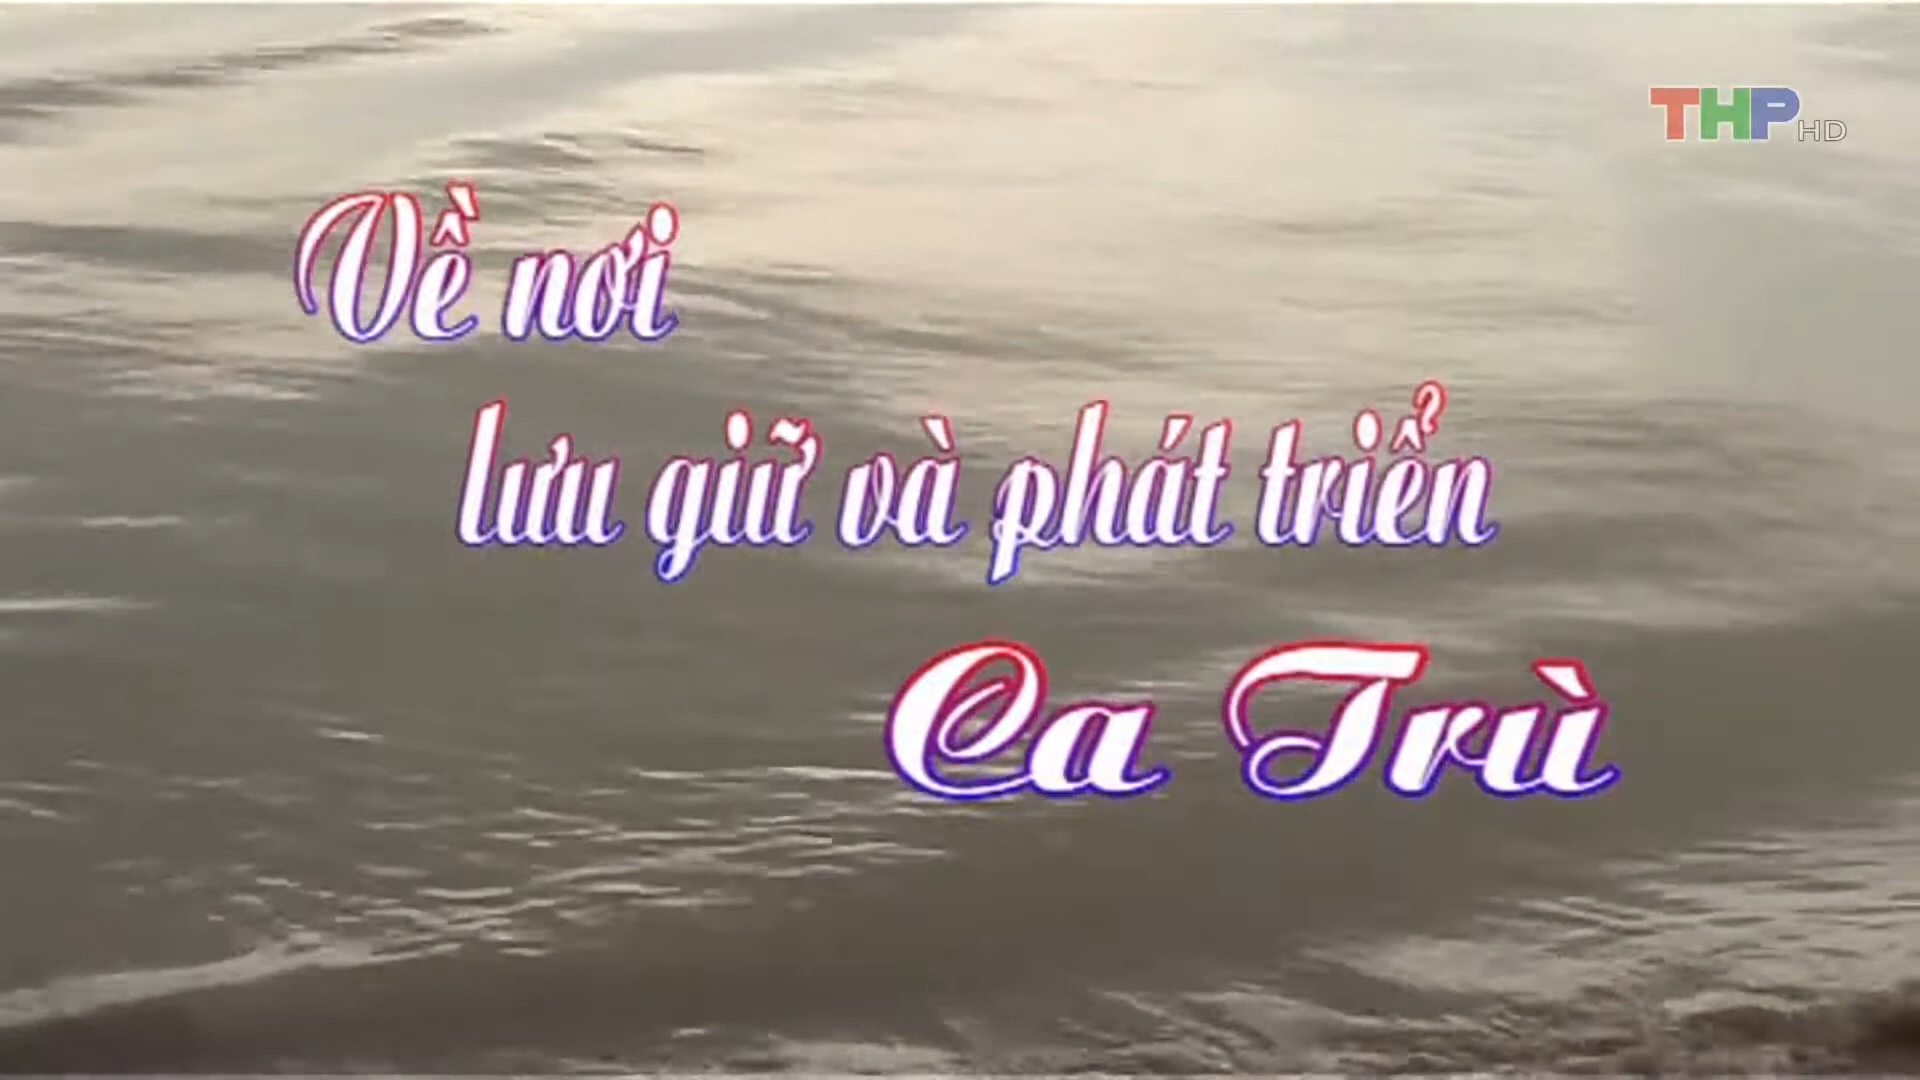 THP HD
Về nơi
lưu giữ và phát triển
Ca Trù